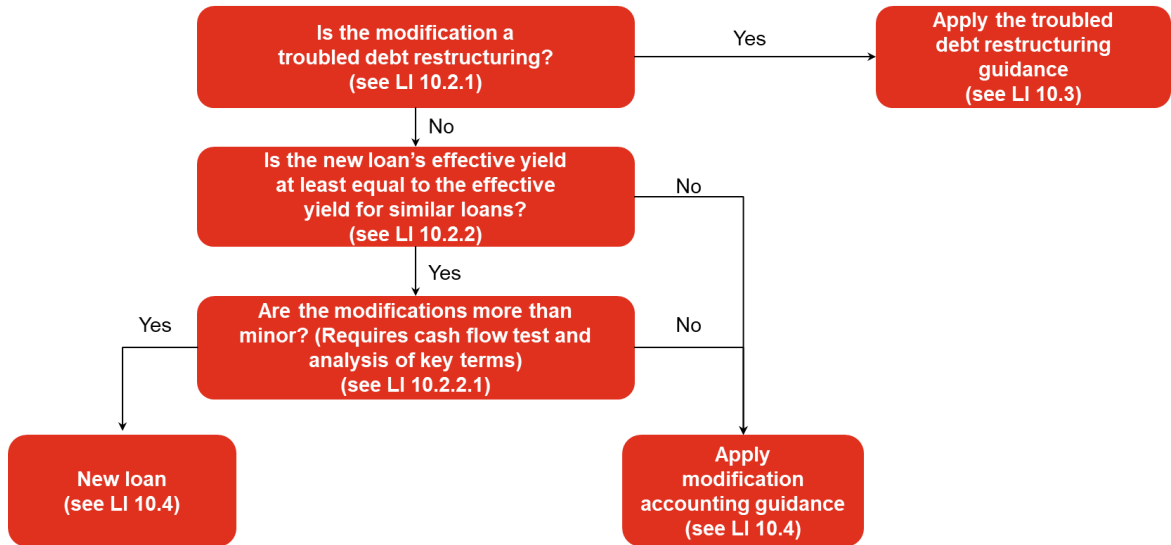 Is the modification a
troubled debt restructuring?
(see LI 10.2.1)
Yes
Apply the troubled
debt restructuring
guidance
(see LI 10.3)
No
Is the new loan’s effective yield
at least equal to the effective
yield for similar loans?
(see LI 10.2.2)
No
Yes
Are the modifications more than
minor? (Requires cash flow test and
analysis of key terms)
(see LI 10.2.2.1)
Yes
No
New loan
(see LI 10.4)
Apply
modification
accounting guidance
(see LI 10.4)